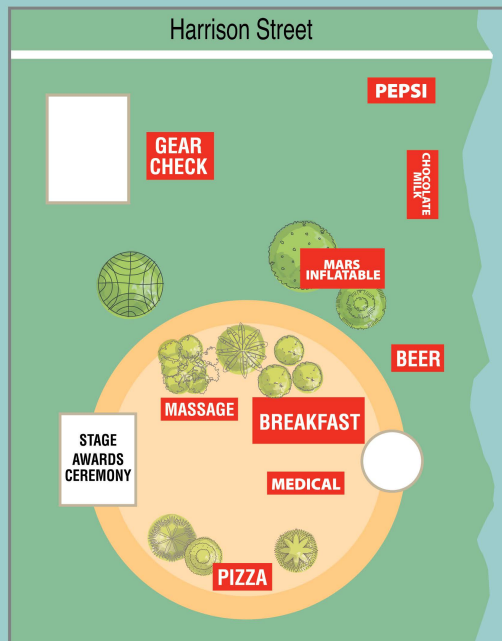 Harrison Street
PEPSI
GEAR
CHECK
CHOCOLATE
MILK
MARS
INFLATABLE
BEER
MASSAGE
BREAKFAST
STAGE
AWARDS
CEREMONY
MEDICAL
PIZZA